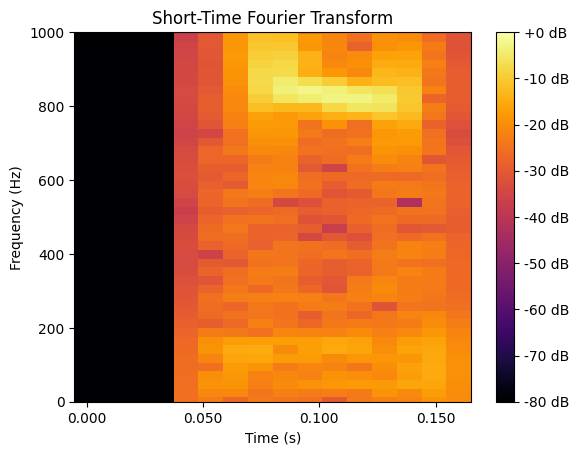 Short-Time Fourier Transform
1000
800
600
400
200
0
Frequency (Hz)
0.000
0.050
0.100
0.150
Time (s)
+0 dB
-10 dB
-20 dB
-30 dB
-40 dB
-50 dB
-60 dB
-70 dB
-80 dB